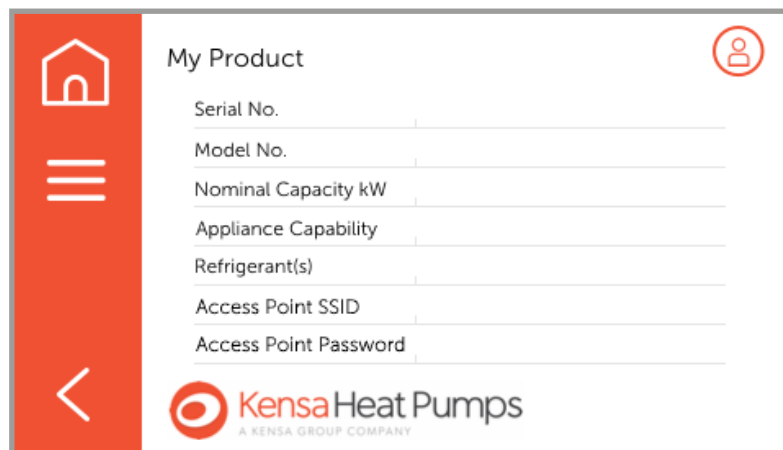 My Product
Serial No.
Model No.
Nominal Capacity kW
Appliance Capability
Refrigerant(s)
Access Point SSID
Access Point Password
Kensa Heat Pumps
A KENSA GROUP COMPANY